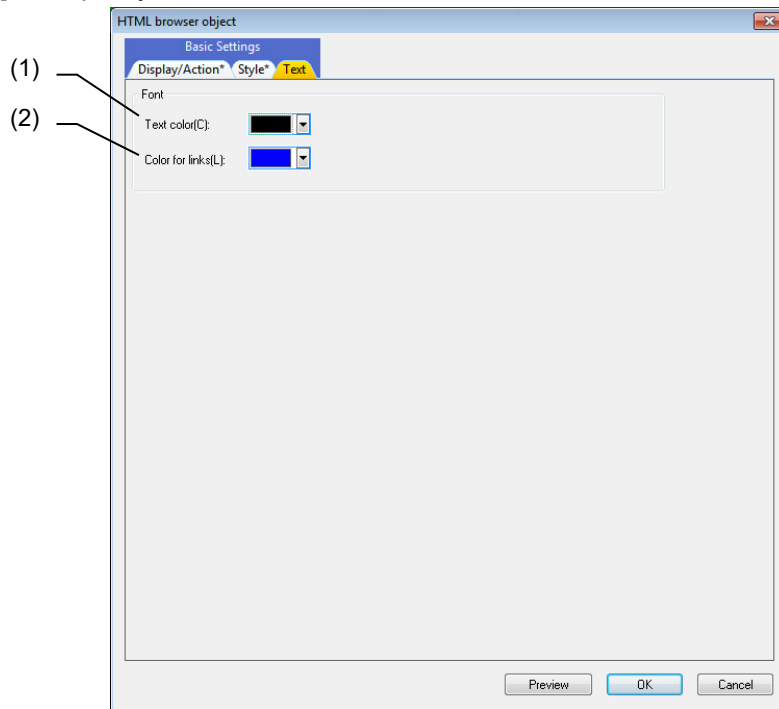 HTML browser object
Basic Settings
Display/Action* Style* Text
Font
(1)
Text color(C):
(2)
Color for links(L):
Preview OK Cancel